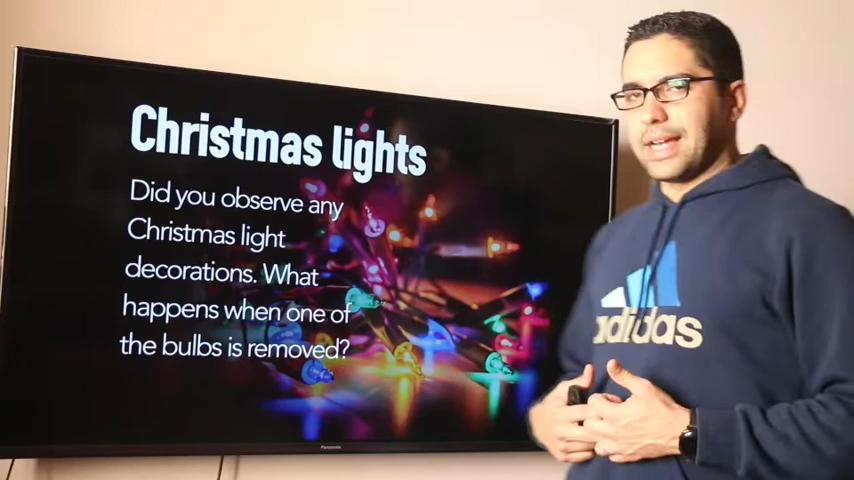 Christmas lights
Did you observe any
Christmas light
decorations. What
happens when one of
the bulbs is removed?
adidas
Panasonic